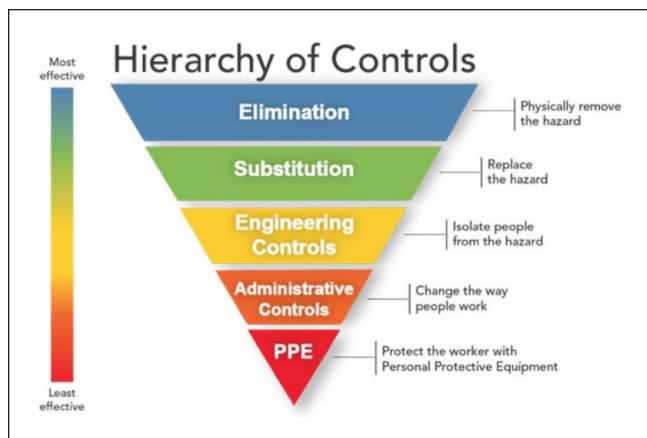 Hierarchy of Controls
Most
effective
Elimination
Physically remove
the hazard
Substitution
Replace
the hazard
Engineering
Controls
Isolate people
from the hazard
Administrative
Controls
Change the way
people work
PPE
Protect the worker with
Personal Protective Equipment
Least
effective